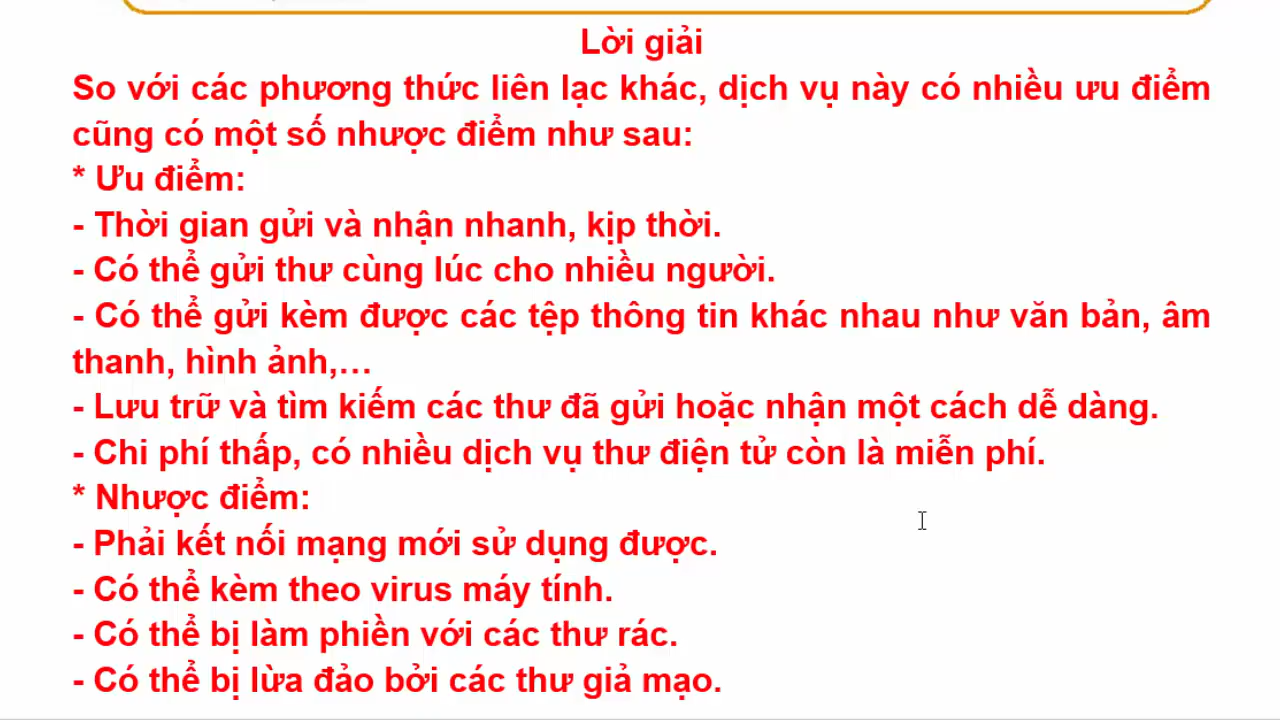 Lời giải
So với các phương thức liên lạc khác, dịch vụ này có nhiều ưu điểm
cũng có một số nhược điểm như sau:
* Ưu điểm:
- Thời gian gửi và nhận nhanh, kịp thời.
- Có thể gửi thư cùng lúc cho nhiều người.
- Có thể gửi kèm được các tệp thông tin khác nhau như văn bản, âm
thanh, hình ảnh,...
- Lưu trữ và tìm kiếm các thư đã gửi hoặc nhận một cách dễ dàng.
- Chi phí thấp, có nhiều dịch vụ thư điện tử còn là miễn phí.
* Nhược điểm:
- Phải kết nối mạng mới sử dụng được.
- Có thể kèm theo virus máy tính.
- Có thể bị làm phiền với các thư rác.
- Có thể bị lừa đảo bởi các thư giả mạo.